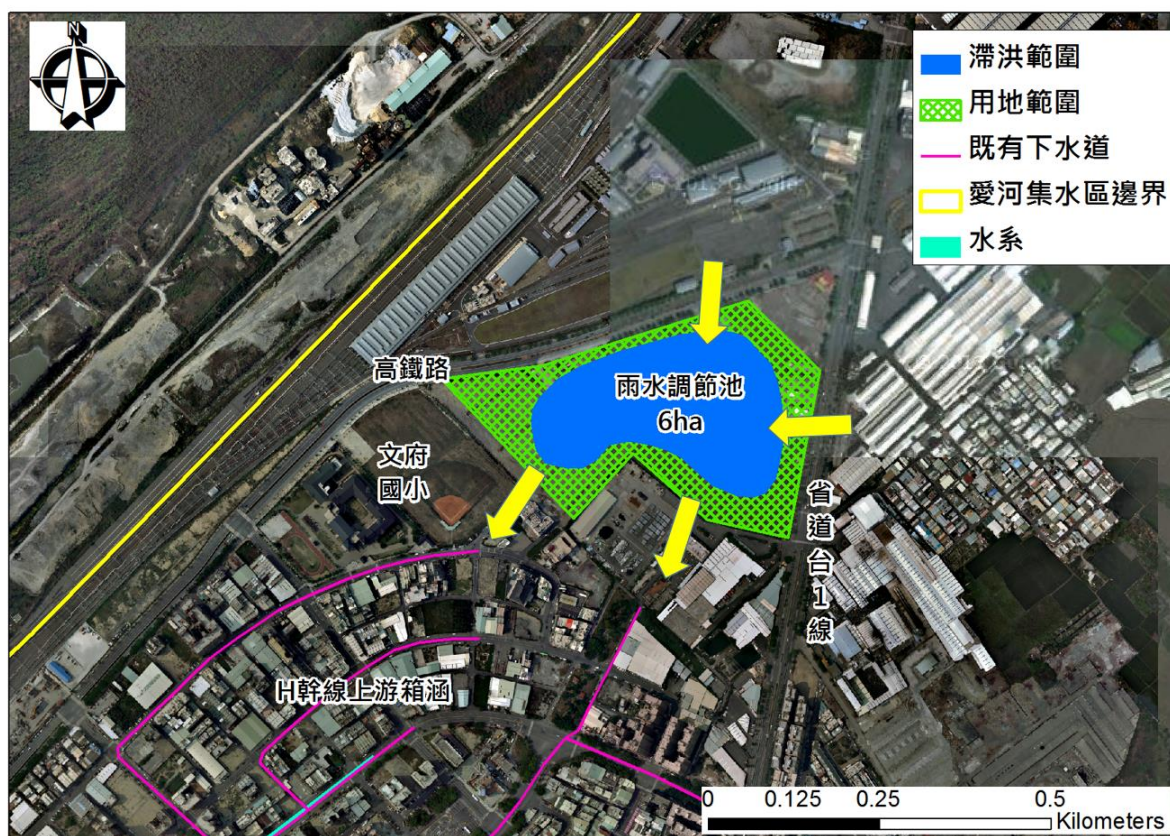 N
滯洪範圍
用地範圍
既有下水道
愛河集水區邊界
水系
高鐵路
雨水調節池
6ha
文府
國小
省
道
台
1
線
H幹線上游箱涵
0 0.125 0.25 0.5
Kilometers